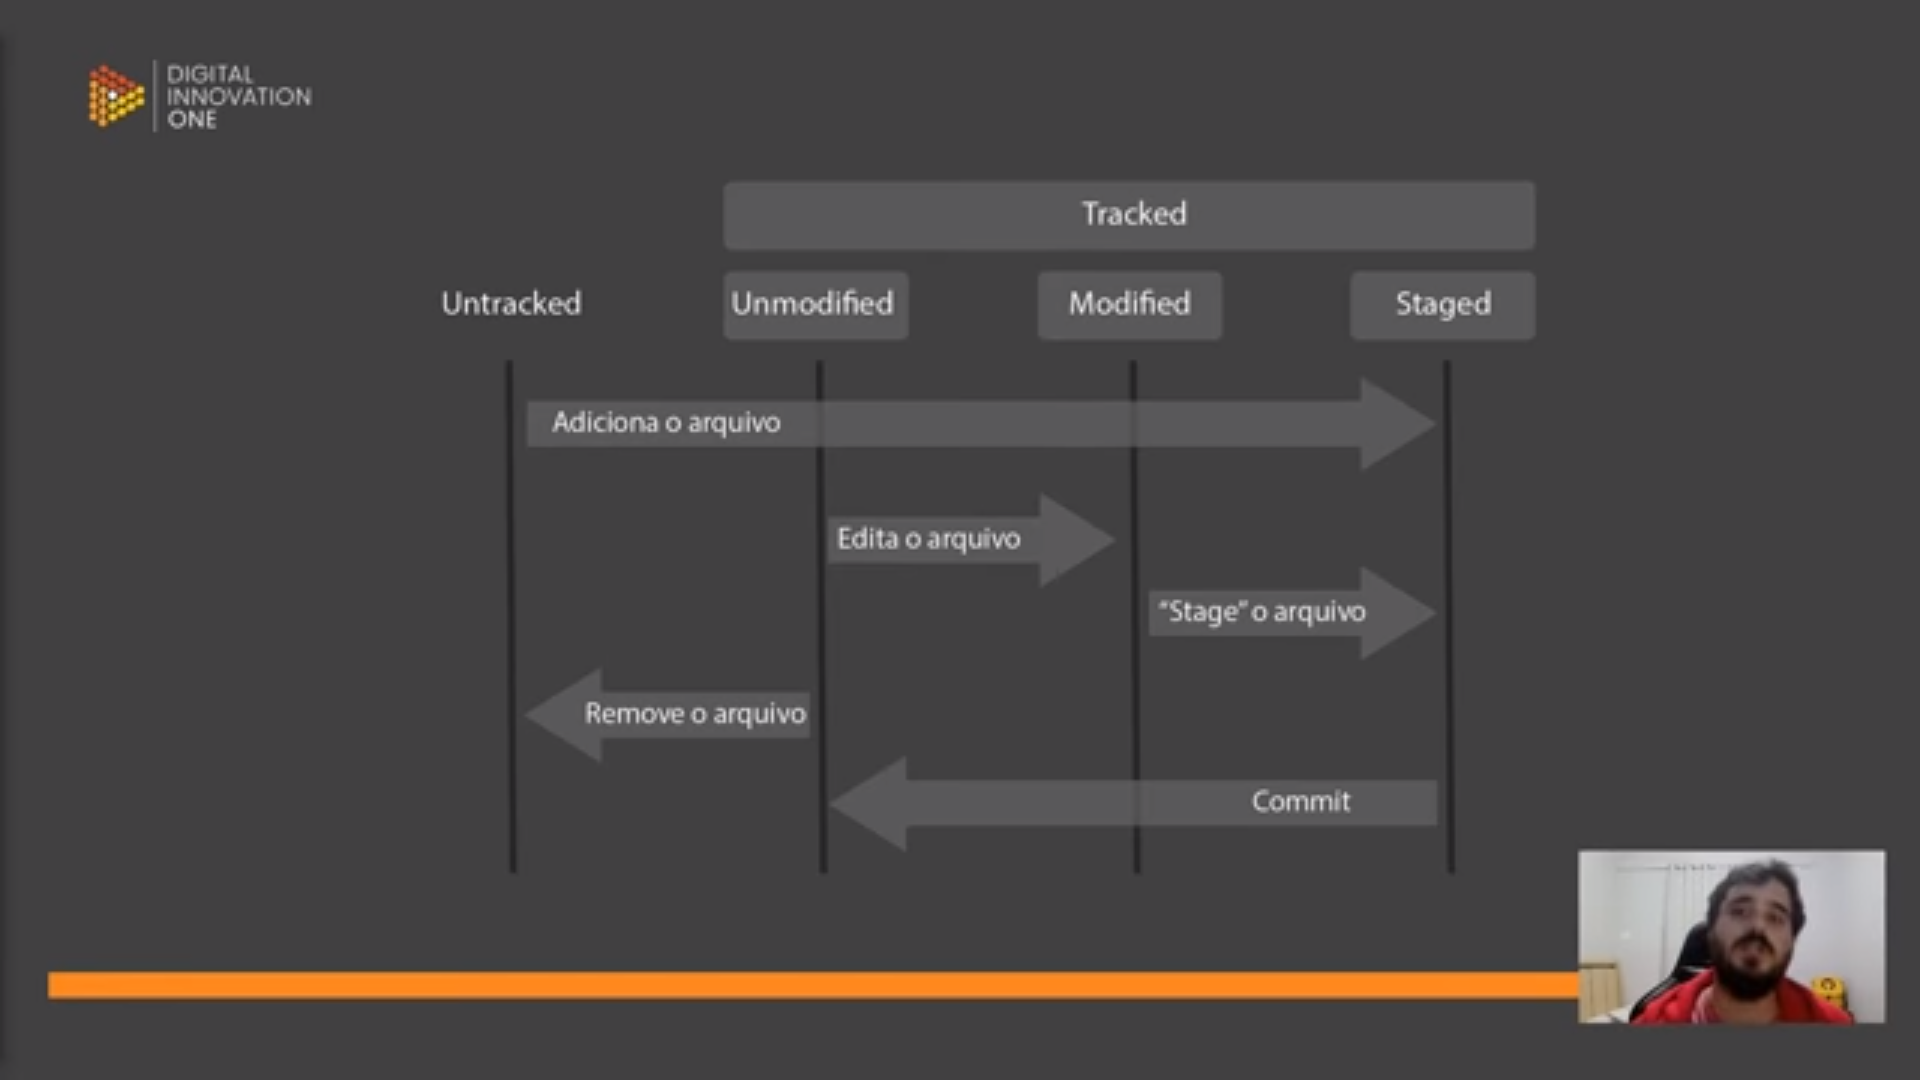 DIGITAL
INNOVATION
ONE
Tracked
Untracked
Unmodified
Modified
Staged
Adiciona o arquivo
Edita o arquivo
“Stage” o arquivo
Remove o arquivo
Commit